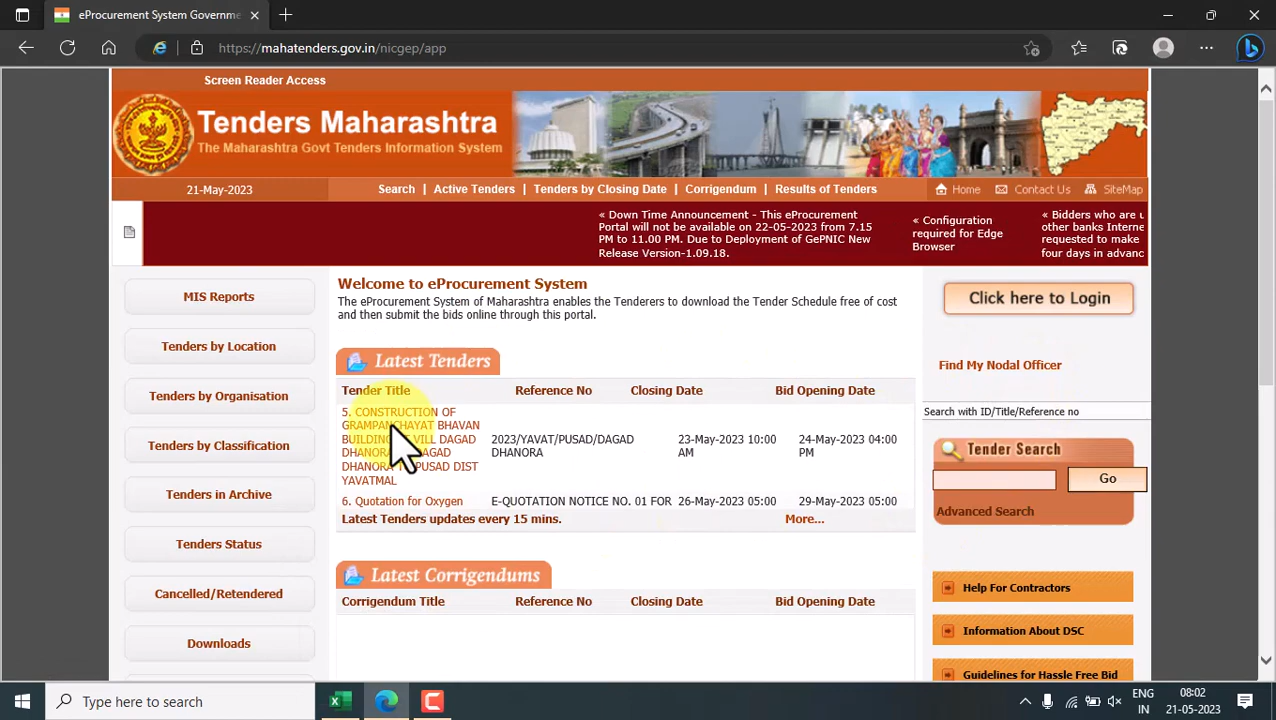 eProcurement System Governmen
https://mahatenders.gov.in/nicgep/app
Screen Reader Access
Tenders Maharashtra
The Maharashtra Govt Tenders Information System
21-May-2023
Search | Active Tenders | Tenders by Closing Date | Corrigendum | Results of Tenders
Home Contact Us SiteMap
« Down Time Announcement - This eProcurement
Portal will not be available on 22-05-2023 from 7.15
PM to 11.00 PM. Due to Deployment of GePNIC New
Release Version-1.09.18.
« Configuration
required for Edge
Browser
« Bidders who are u
other banks Interne
requested to make
four days in advanc
MIS Reports
Tenders by Location
Tenders by Organisation
Tenders by Classification
Tenders in Archive
Tenders Status
Cancelled/Retendered
Downloads
Welcome to eProcurement System
The eProcurement System of Maharashtra enables the Tenderers to download the Tender Schedule free of cost
and then submit the bids online through this portal.
Latest Tenders
Tender Title Reference No Closing Date Bid Opening Date
5. CONSTRUCTION OF
GRAMPANCHAYAT BHAVAN
BUILDING VILL DAGAD
DHANORA DAGAD
DHANORA PUSAD DIST
YAVATMAL
2023/YAVAT/PUSAD/DAGAD
DHANORA
23-May-2023 10:00
AM
24-May-2023 04:00
PM
6. Quotation for Oxygen E-QUOTATION NOTICE NO. 01 FOR 26-May-2023 05:00 29-May-2023 05:00
Latest Tenders updates every 15 mins. More...
Latest Corrigendums
Corrigendum Title Reference No Closing Date Bid Opening Date
Click here to Login
Find My Nodal Officer
Search with ID/Title/Reference no
Tender Search
Go
Advanced Search
Help For Contractors
Information About DSC
Guidelines for Hassle Free Bid
Type here to search
ENG
IN
08:02
21-05-2023